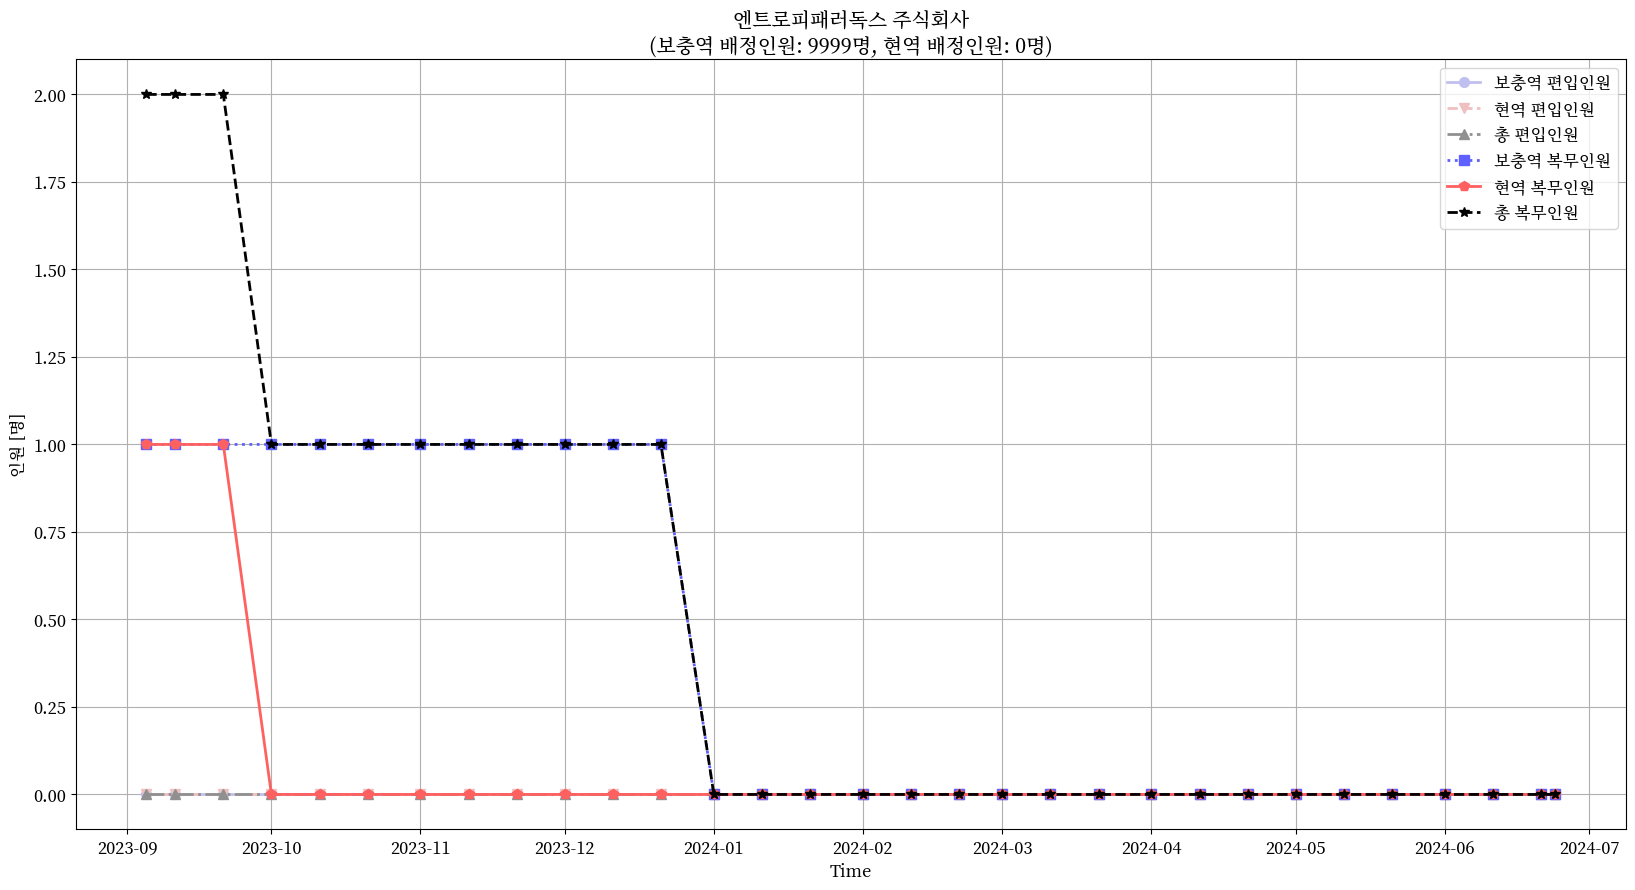 엔트로피패러독스 주식회사
(보충역 배정인원: 9999명, 현역 배정인원: 0명)
보충역 편입인원
현역 편입인원
총 편입인원
보충역 복무인원
현역 복무인원
총 복무인원
2.00
1.75
1.50
1.25
1.00
0.75
0.50
0.25
0.00
인원 [명]
2023-09
2023-10
2023-11
2023-12
2024-01
2024-02
2024-03
2024-04
2024-05
2024-06
2024-07
Time